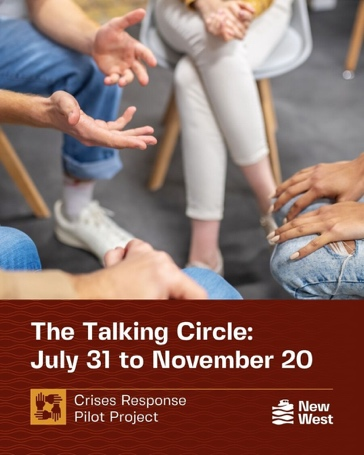 The Talking Circle:
July 31 to November 20
Crises Response
Pilot Project
New
West